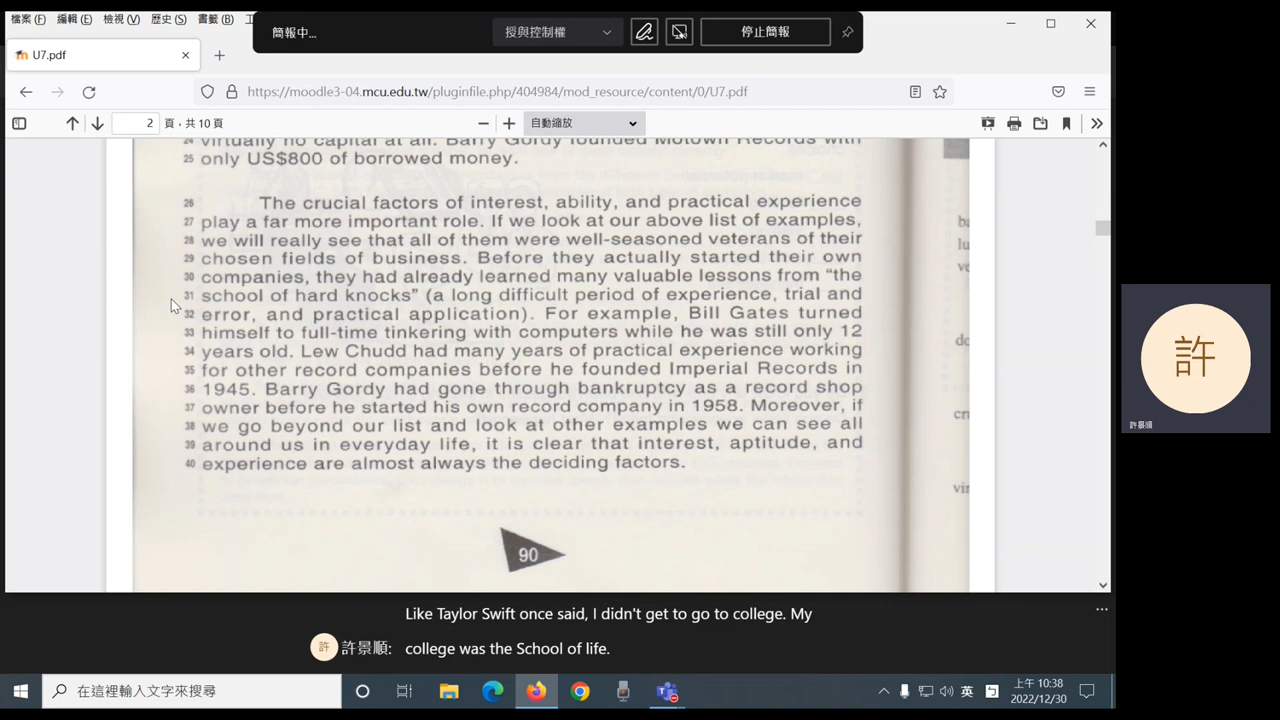 檔案(F) 編輯(E) 檢視(V) 歷史(S) 書籤(B)
簡報中... 授與控制權 停止簡報
U7.pdf
https://moodle3-04.mcu.edu.tw/pluginfile.php/404984/mod_resource/content/0/U7.pdf
2 頁，共 10 頁 自動縮放
24 virtually no capital at all. Barry Gordy founded Motown Records with
25 only US$800 of borrowed money.
26 The crucial factors of interest, ability, and practical experience
27 play a far more important role. If we look at our above list of examples,
28 we will really see that all of them were well-seasoned veterans of their
29 chosen fields of business. Before they actually started their own
30 companies, they had already learned many valuable lessons from “the
31 school of hard knocks” (a long difficult period of experience, trial and
32 error, and practical application). For example, Bill Gates turned
33 himself to full-time tinkering with computers while he was still only 12
34 years old. Lew Chudd had many years of practical experience working
35 for other record companies before he founded Imperial Records in
36 1945. Barry Gordy had gone through bankruptcy as a record shop
37 owner before he started his own record company in 1958. Moreover, if
38 we go beyond our list and look at other examples we can see all
39 around us in everyday life, it is clear that interest, aptitude, and
40 experience are almost always the deciding factors.
90
許
許景順
Like Taylor Swift once said, I didn't get to go to college. My
許 許景順: college was the School of life.
在這裡輸入文字來搜尋
英
上午 10:38
2022/12/30